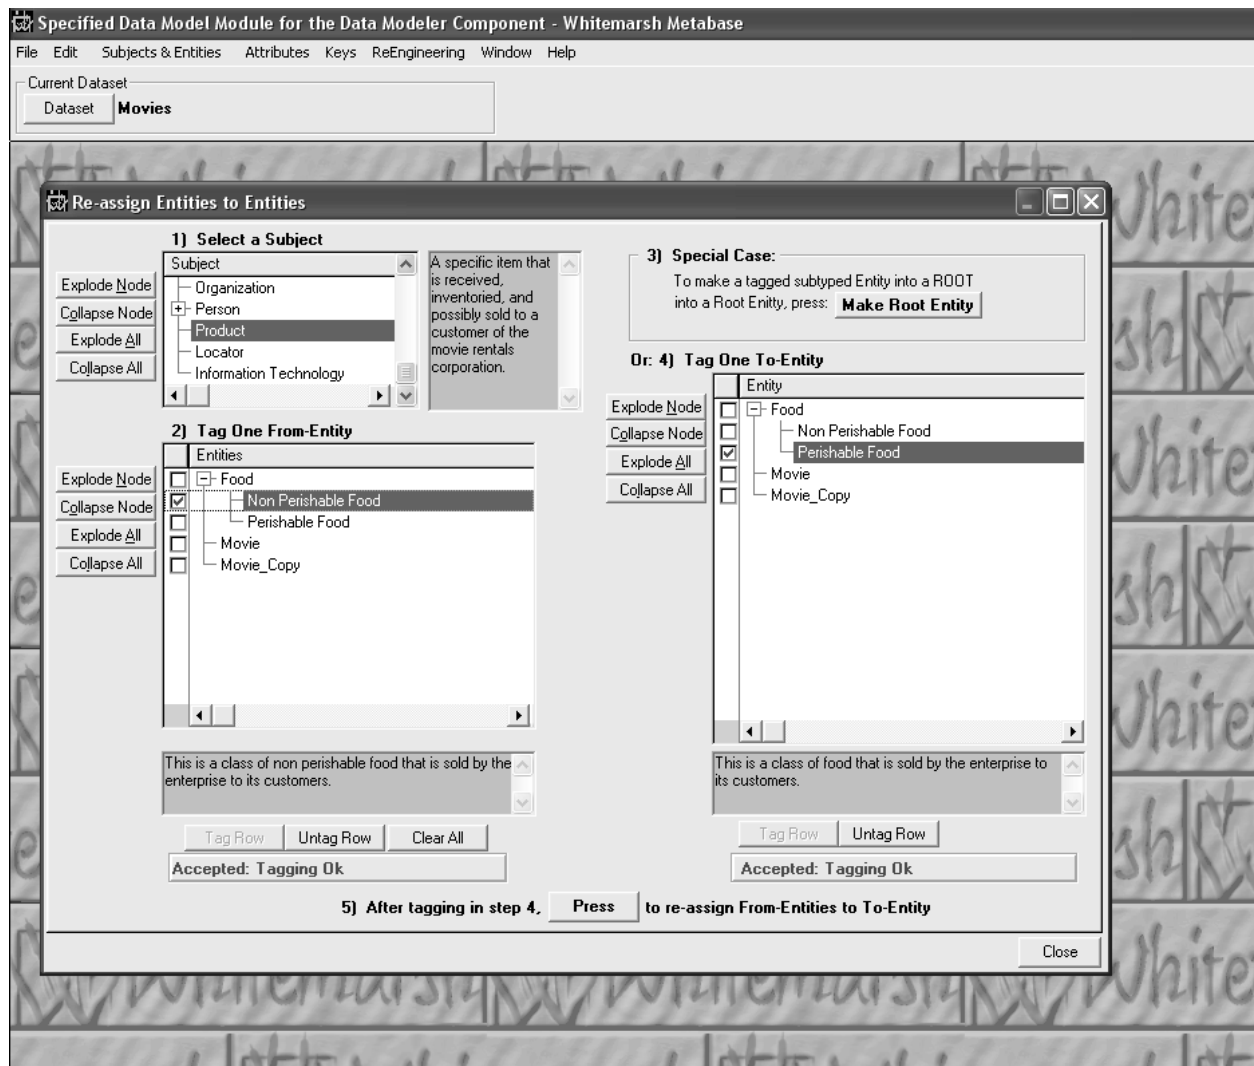 Specified Data Model Module for the Data Modeler Component - Whitemarsh Metabase
File Edit Subjects & Entities Attributes Keys ReEngineering Window Help
Current Dataset
Dataset Movies
Re-assign Entities to Entities
1) Select a Subject
Explode Node
Collapse Node
Explode All
Collapse All
Subject
Organization
Person
Product
Locator
Information Technology
A specific item that
is received,
inventoried, and
possibly sold to a
customer of the
movie rentals
corporation.
3) Special Case:
To make a tagged subtyped Entity into a ROOT
into a Root Enitty, press: Make Root Entity
2) Tag One From-Entity
Explode Node
Collapse Node
Explode All
Collapse All
Entities
Food
Non Perishable Food
Perishable Food
Movie
Movie_Copy
This is a class of non perishable food that is sold by the
enterprise to its customers.
Tag Row Untag Row Clear All
Accepted: Tagging Ok
Or: 4) Tag One To-Entity
Explode Node
Collapse Node
Explode All
Collapse All
Entity
Food
Non Perishable Food
Perishable Food
Movie
Movie_Copy
This is a class of food that is sold by the enterprise to
its customers.
Tag Row Untag Row
Accepted: Tagging Ok
5) After tagging in step 4, Press to re-assign From-Entities to To-Entity
Close
Whitemarsh Whitemarsh